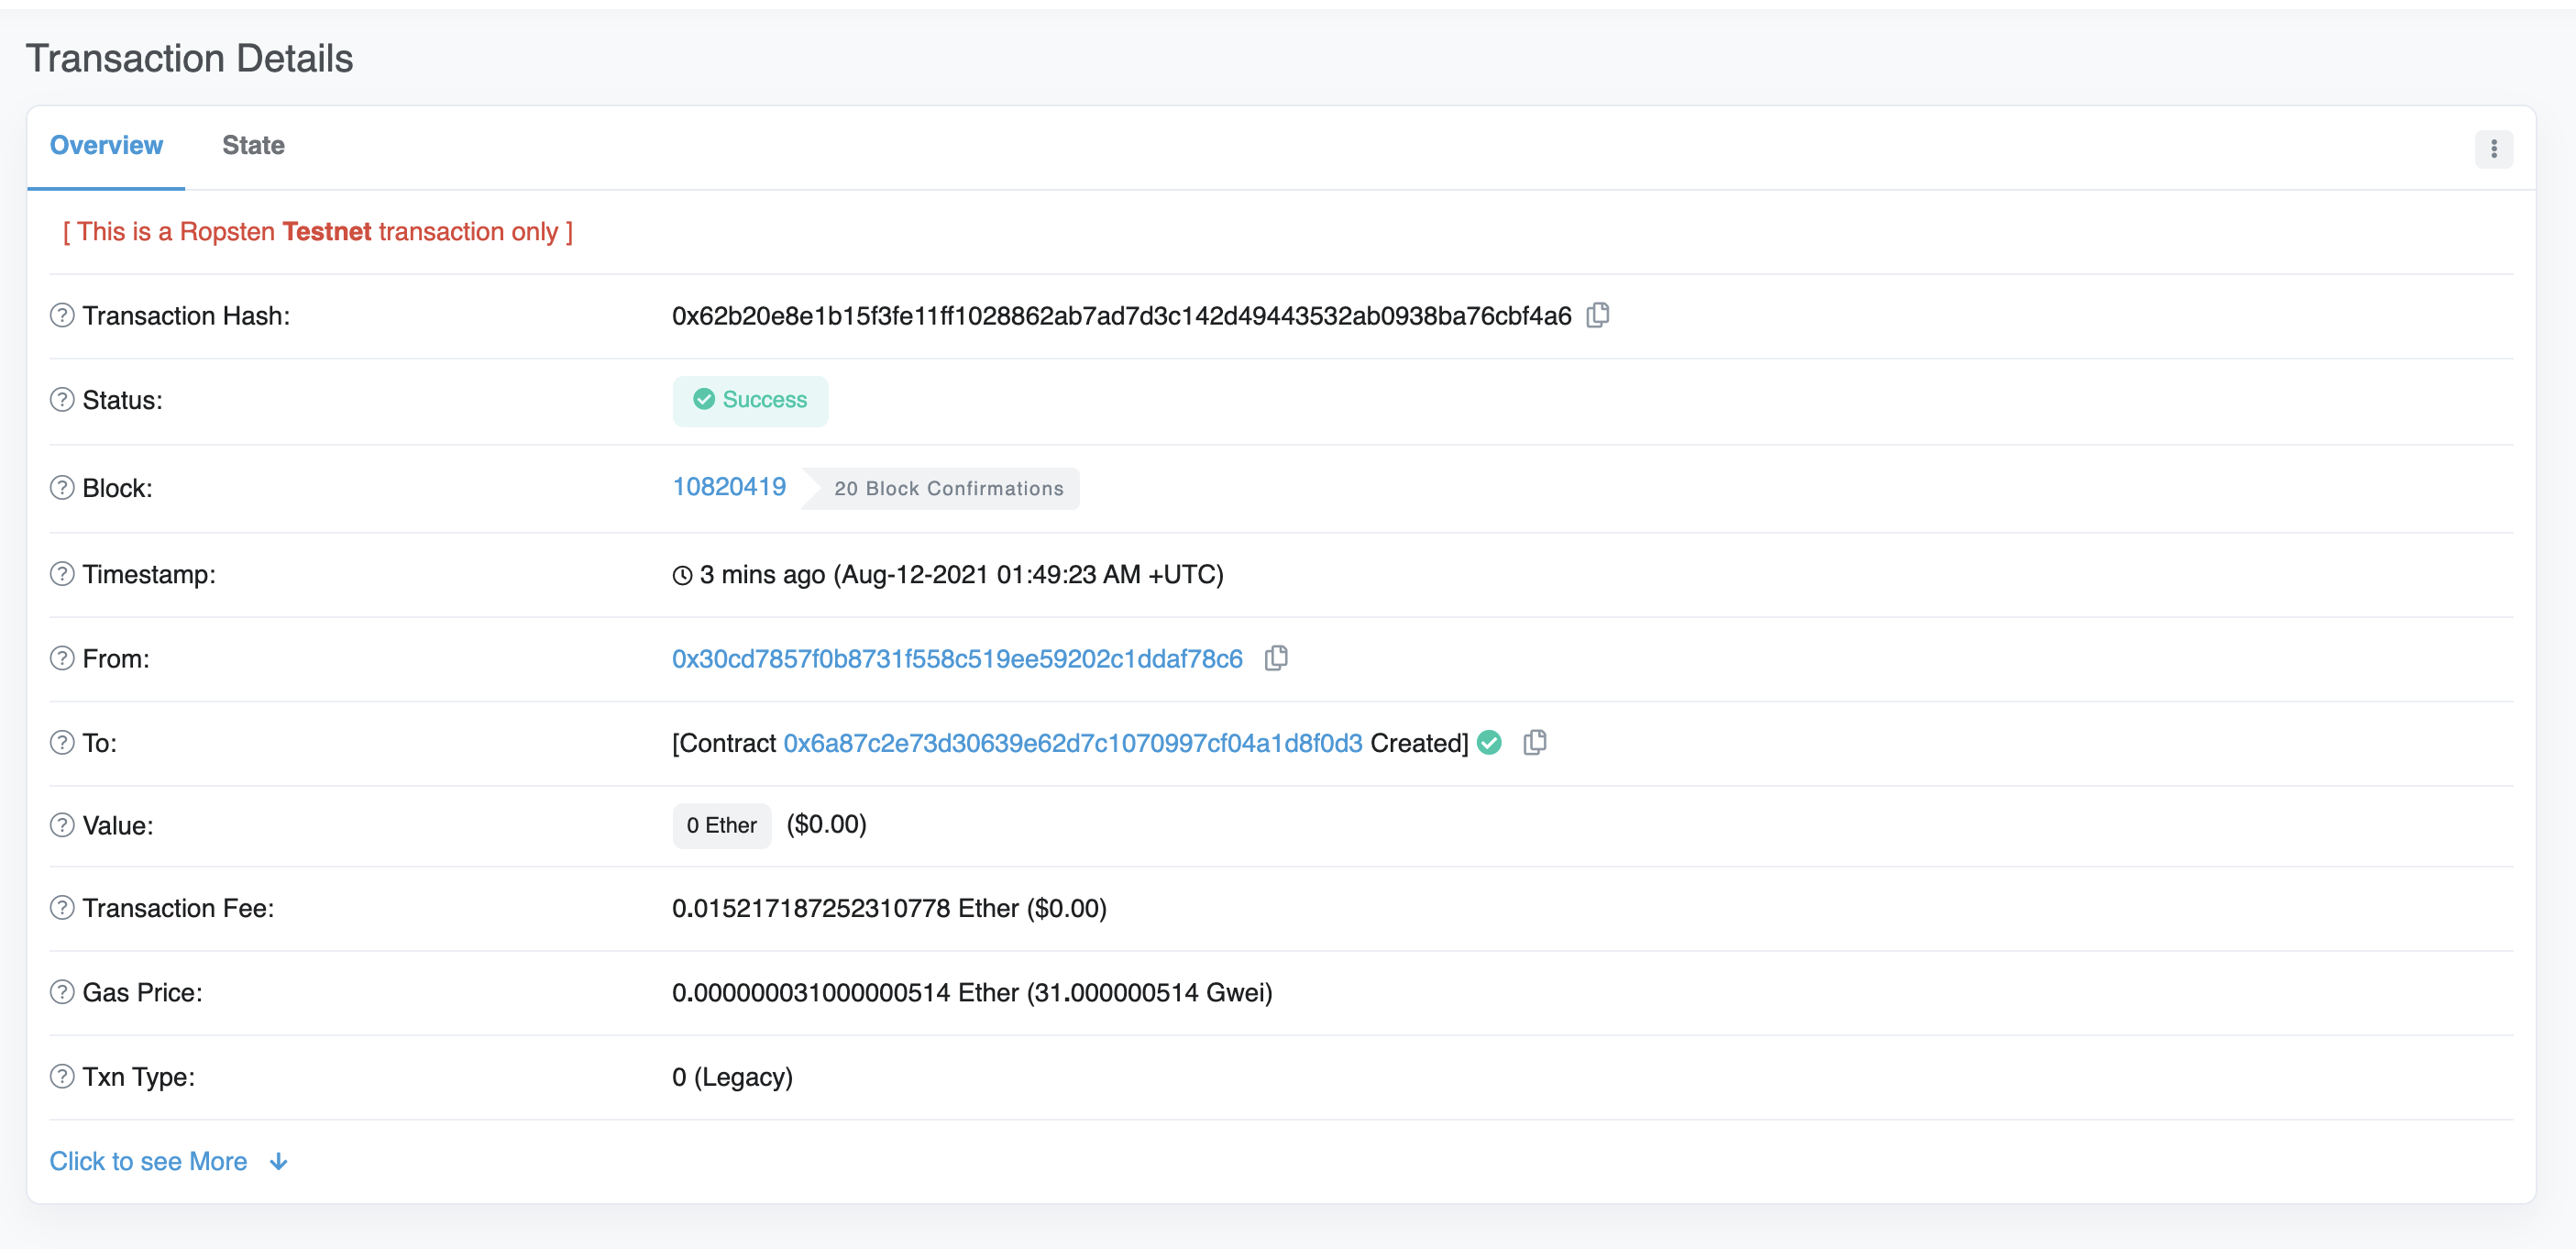 Transaction Details
Overview State
[ This is a Ropsten Testnet transaction only ]
Transaction Hash: 0x62b20e8e1b15f3fe11ff1028862ab7ad7d3c142d49443532ab0938ba76cbf4a6
Status: Success
Block: 10820419 20 Block Confirmations
Timestamp: 3 mins ago (Aug-12-2021 01:49:23 AM +UTC)
From: 0x30cd7857f0b8731f558c519ee59202c1ddaf78c6
To: [Contract 0x6a87c2e73d30639e62d7c1070997cf04a1d8f0d3 Created]
Value: 0 Ether ($0.00)
Transaction Fee: 0.015217187252310778 Ether ($0.00)
Gas Price: 0.000000031000000514 Ether (31.000000514 Gwei)
Txn Type: 0 (Legacy)
Click to see More